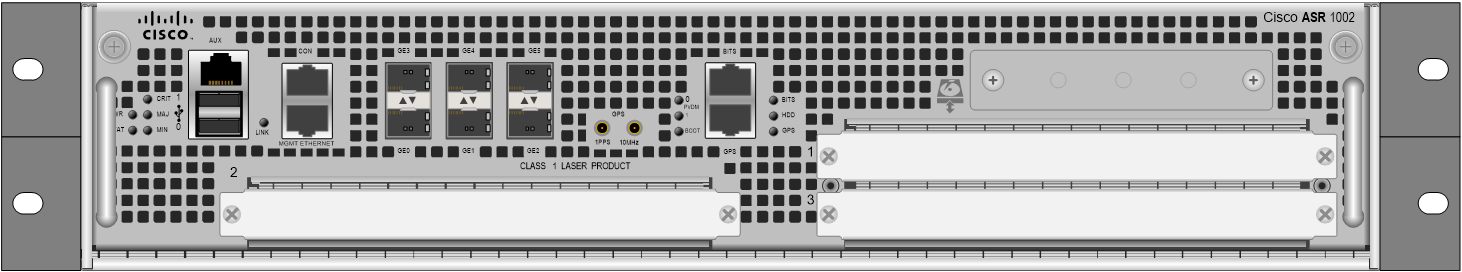 CISCO
Cisco ASR 1002
AUX
CON
GE3 GE4 GE5
BITS
CRIT 1
MAJ
MIN 0
LINK
MGMT ETHERNET
GE0 GE1 GE2
GPS
1PPS 10MHz
0
PVDM
1
BOOT
BITS
HDD
GPS
GPS
CLASS 1 LASER PRODUCT
1
2
3